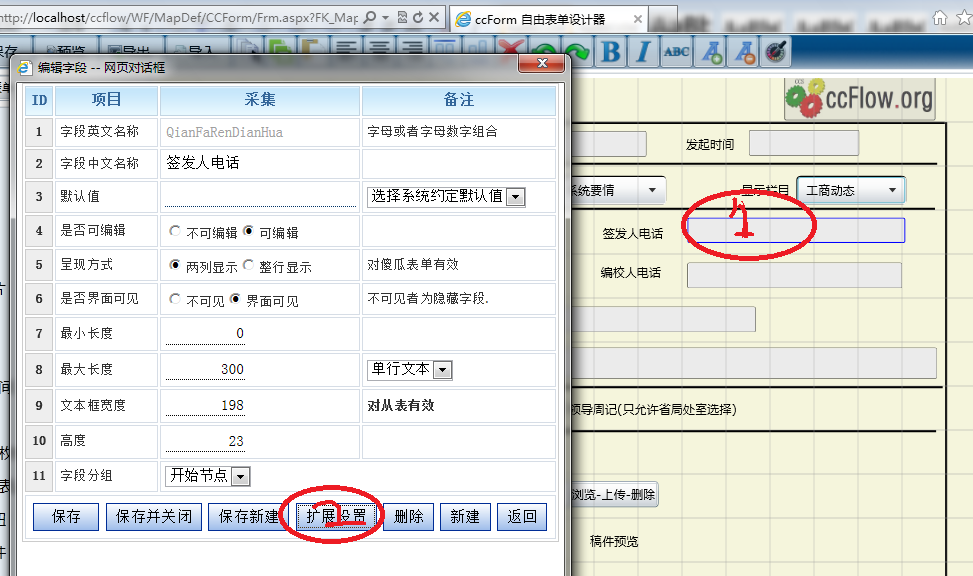 http://localhost/ccflow/WF/MapDef/CCForm/Frm.aspx?FK_Map
ccForm 自由表单设计器
预览 导出 导入
B I ABC A A
编辑字段 -- 网页对话框
ID 项目 采集 备注
1 字段英文名称 QianFaRenDianHua 字母或者字母数字组合
2 字段中文名称 签发人电话
3 默认值 选择系统约定默认值
4 是否可编辑 不可编辑 可编辑
5 呈现方式 两列显示 整行显示 对傻瓜表单有效
6 是否界面可见 不可见 界面可见 不可见者为隐藏字段.
7 最小长度 0
8 最大长度 300 单行文本
9 文本框宽度 198 对从表有效
10 高度 23
11 字段分组 开始节点
保存 保存并关闭 保存新建 扩展设置 删除 新建 返回
2
ccFlow.org
发起时间
系统要情 显示栏目 工商动态
签发人电话 1
编校人电话
领导周记(只允许省局处室选择)
浏览-上传-删除
稿件预览